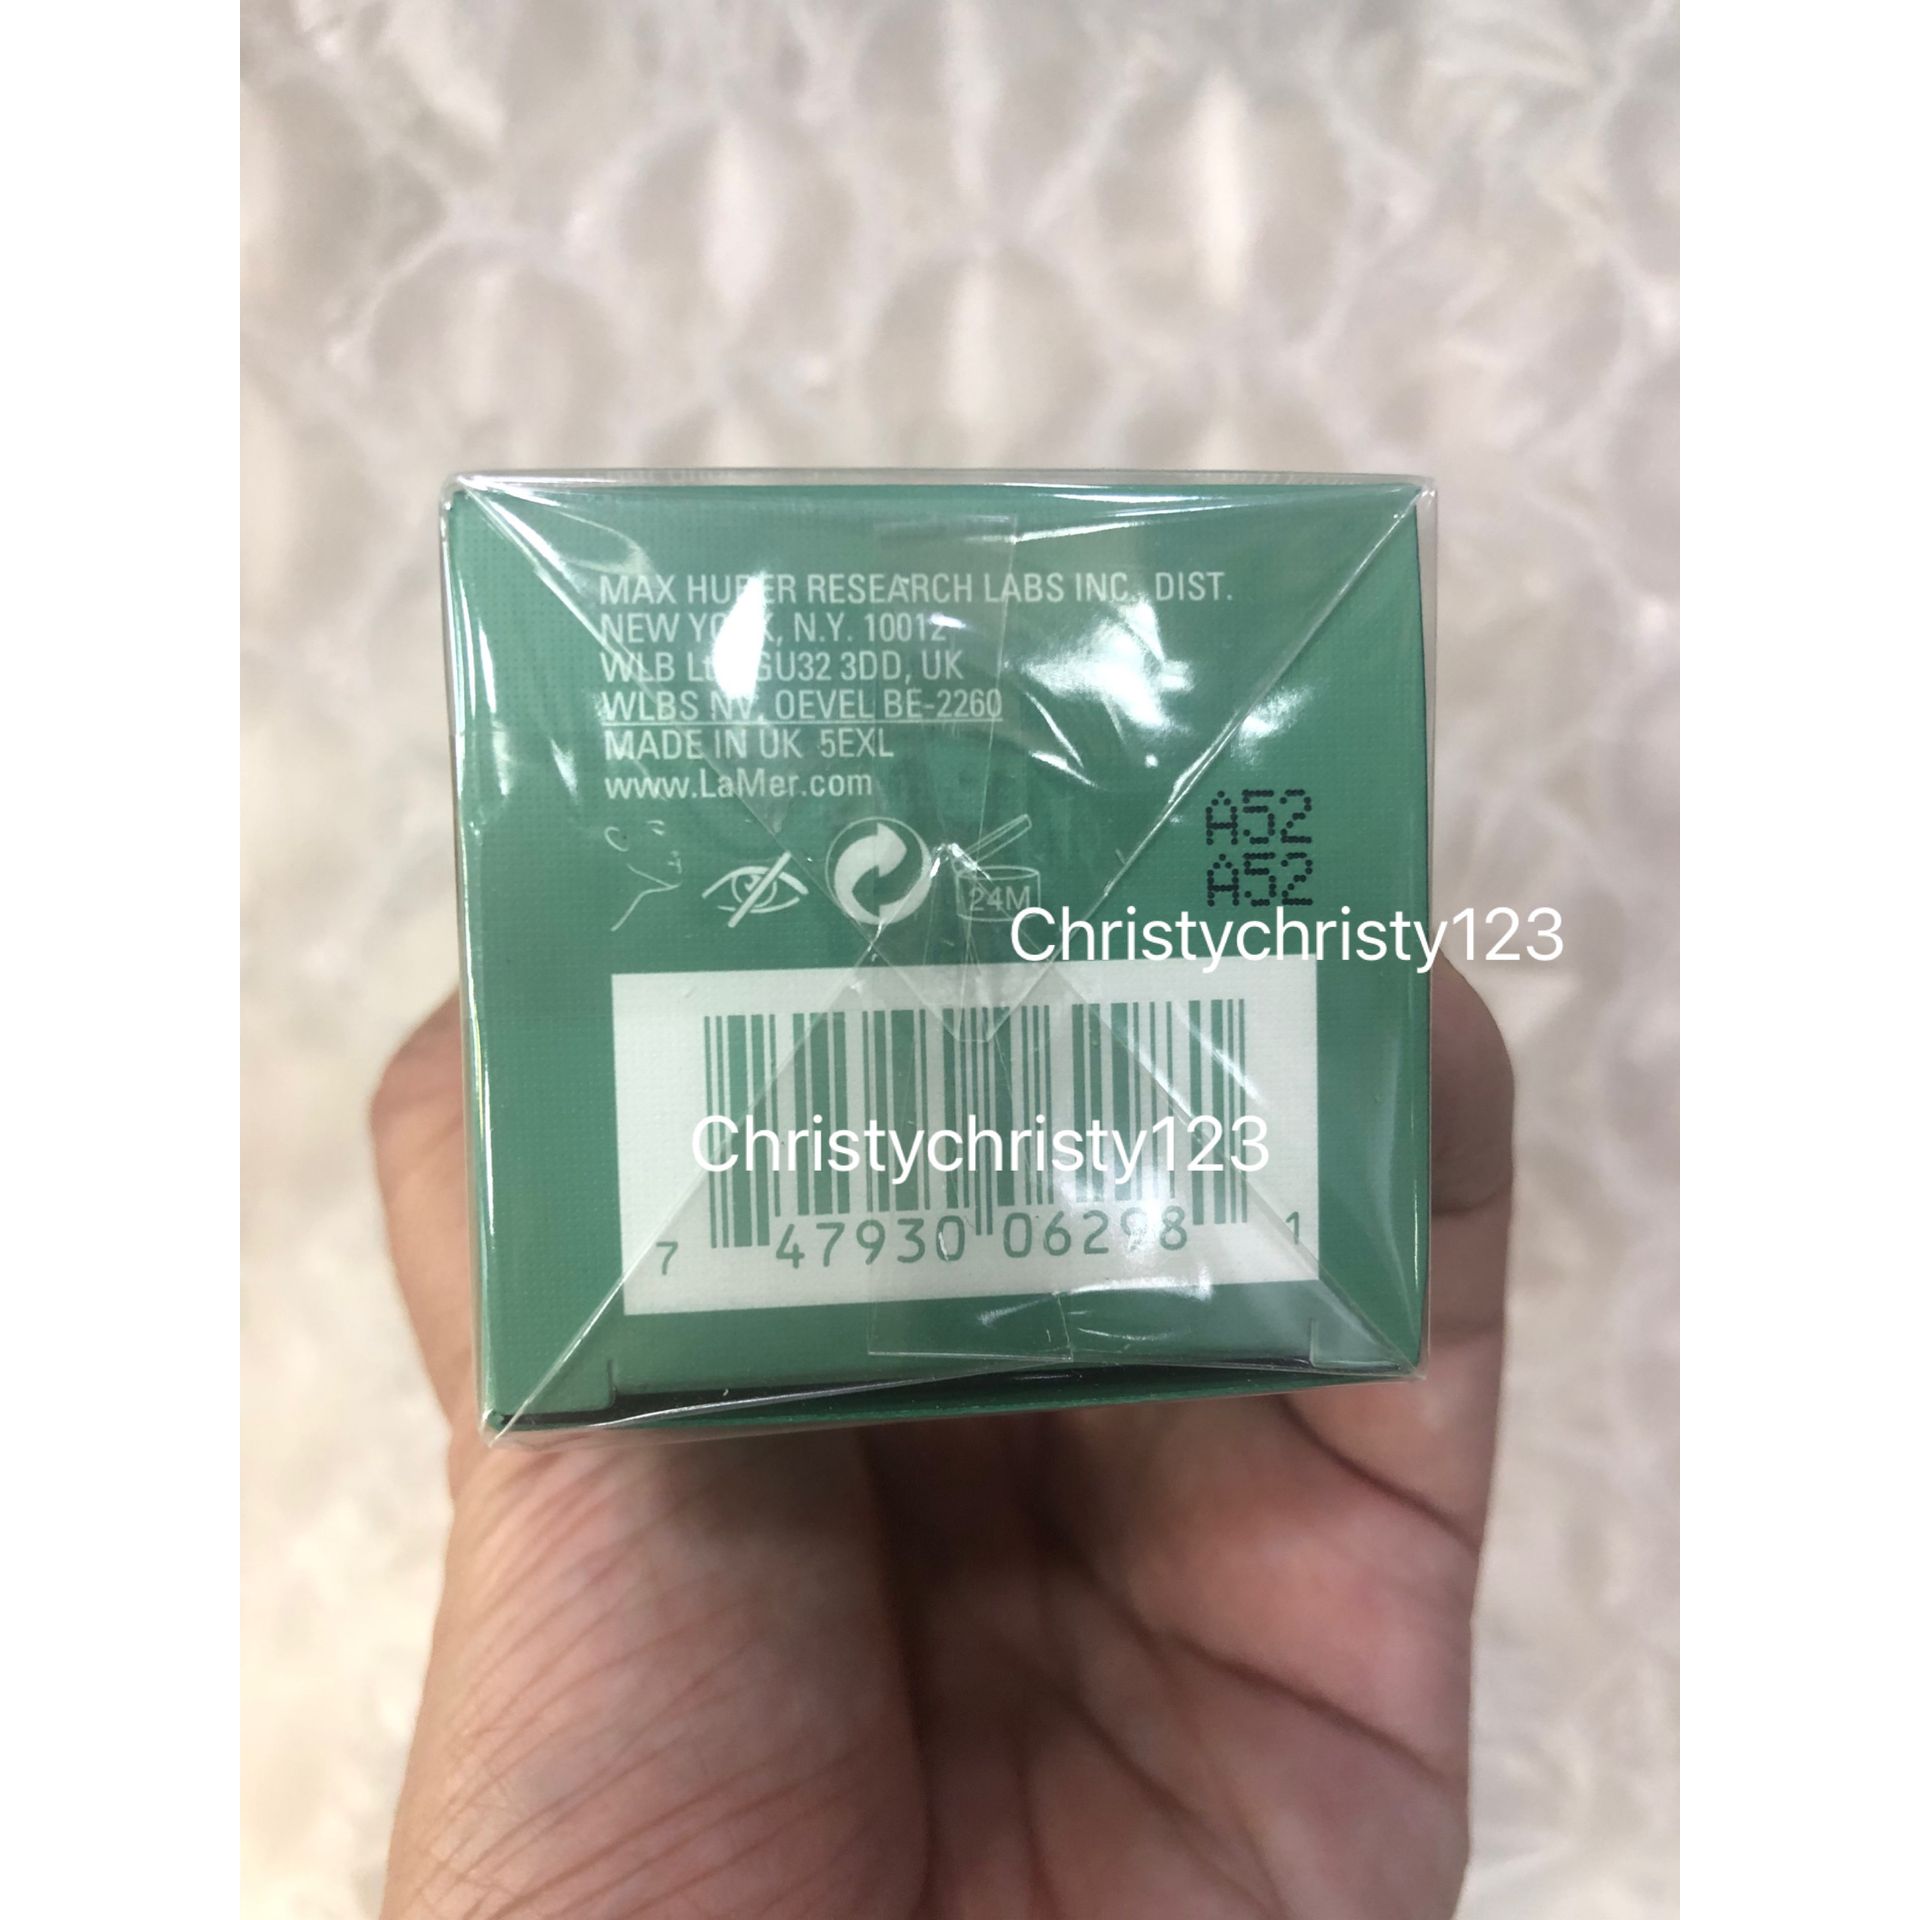 MAX HUBER RESEARCH LABS INC. DIST.
NEW YORK, N.Y. 10012
WLB GU32 3DD, UK
WLBS NV, OEVEL BE-2260
MADE IN UK 5EXL
www.LaMer.com
A52
A52
24M
Christychristy123
Christychristy123
7 47930 06298 1